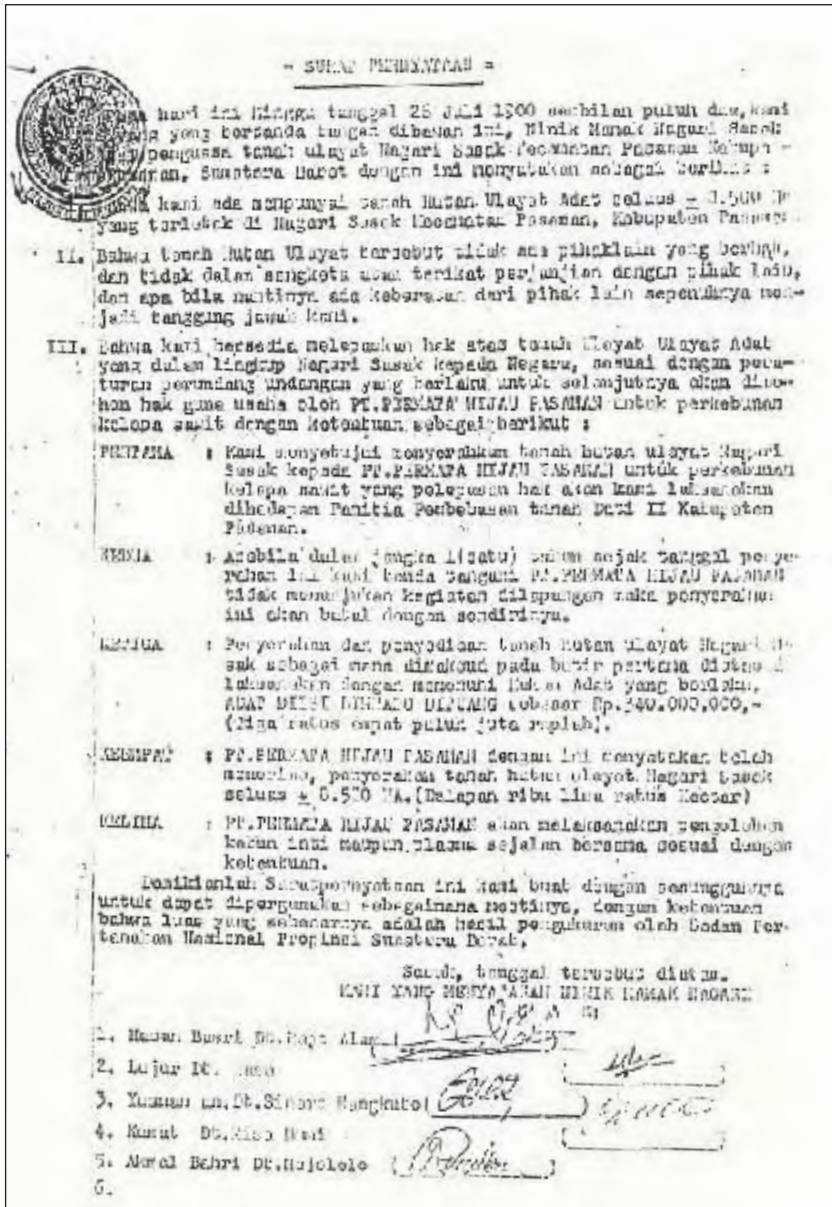 - SURAT PERNYATAAN -
hari ini Minggu tanggal 26 Juli 1900 sembilan puluh dua, kami
yang bertanda tangan dibawah ini, Ninik Mamak Nagari Sasak
penguasa tanah ulayat Nagari Sasak Kecamatan Pasaman Kabupa -
Sumatera Barat dengan ini menyatakan sebagai berikut :
kami ada mempunyai tanah Hutan Ulayat Adat seluas ± .500
yang terletak di Nagari Sasak Kecamatan Pasaman, Kabupaten
II. Bahwa tanah Hutan Ulayat tersebut tidak ada pihaklain yang berhak,
dan tidak dalam sengketa atau terikat perjanjian dengan pihak lain,
dan apa bila nantinya ada keberatan dari pihak lain sepenuhnya men-
jadi tanggung jawab kami.
III. Bahwa kami bersedia melepaskan hak atas tanah Ulayat Ulayat Adat
yang dalam lingkup Nagari Sasak kepada Negara, sesuai dengan pera-
turan perundang undangan yang berlaku untuk selanjutnya akan dimo-
hon hak guna usaha oleh PT.PERMATA HIJAU PASAMAN untuk perkebunan
kelapa sawit dengan ketentuan sebagai berikut :
PERTAMA : Kami menyetujui menyerahkan tanah hutan ulayat Nagari
Sasak kepada PT.PERMATA HIJAU PASAMAN untuk perkebunan
kelapa sawit yang pelepasan hak akan kami laksanakan
dihadapan Panitia Pembebasan tanah Dati II Kabupaten
Pasaman.
KEDUA : Apabila dalam jangka 1(satu) tahun sejak tanggal penye-
rahan ini kami tanda tangani PT.PERMATA HIJAU PASAMAN
tidak menunjukan kegiatan dilapangan maka penyerahan
ini akan batal dengan sendirinya.
KETIGA : Penyerahan dan penyediaan tanah hutan ulayat Nagari
sak sebagai mana dimaksud pada butir pertama diatas
laksanakan dengan memenuhi Hukum Adat yang berlaku,
ADAT DIISI LIMBAGO DITUANG sebesar Rp.340.000.000,-
(Tiga ratus empat puluh juta rupiah).
KEEMPAT : PT.PERMATA HIJAU PASAMAN dengan ini menyatakan telah
menerima, penyerahan tanah hutan ulayat Nagari Sasak
seluas ± 8.500 HA.(Delapan ribu lima ratus Hectar)
KELIMA : PT.PERMATA HIJAU PASAMAN akan melaksanakan pengolahan
kebun inti maupun plasma sejalan bersama sesuai dengan
ketentuan.
Demikianlah Suratpernyataan ini kami buat dengan sesungguhnya
untuk dapat dipergunakan sebagaimana mestinya, dengan ketentuan
bahwa luas yang sebenarnya adalah hasil pengukuran oleh Badan Per-
tanahan Nasional Propinsi Sumatera Barat.
Sasak, tanggal tersebut diatas.
KAMI YANG MENYATAKAN NINIK MAMAK NAGARI
1. Hasan Basri Dt.Rajo Alam
2. Lujur Dt.
3. Yusman an.Dt.Sinaro Mangkuto(
4. Dt.
5. Akmal Bahri Dt.Majolelo ( )
6.